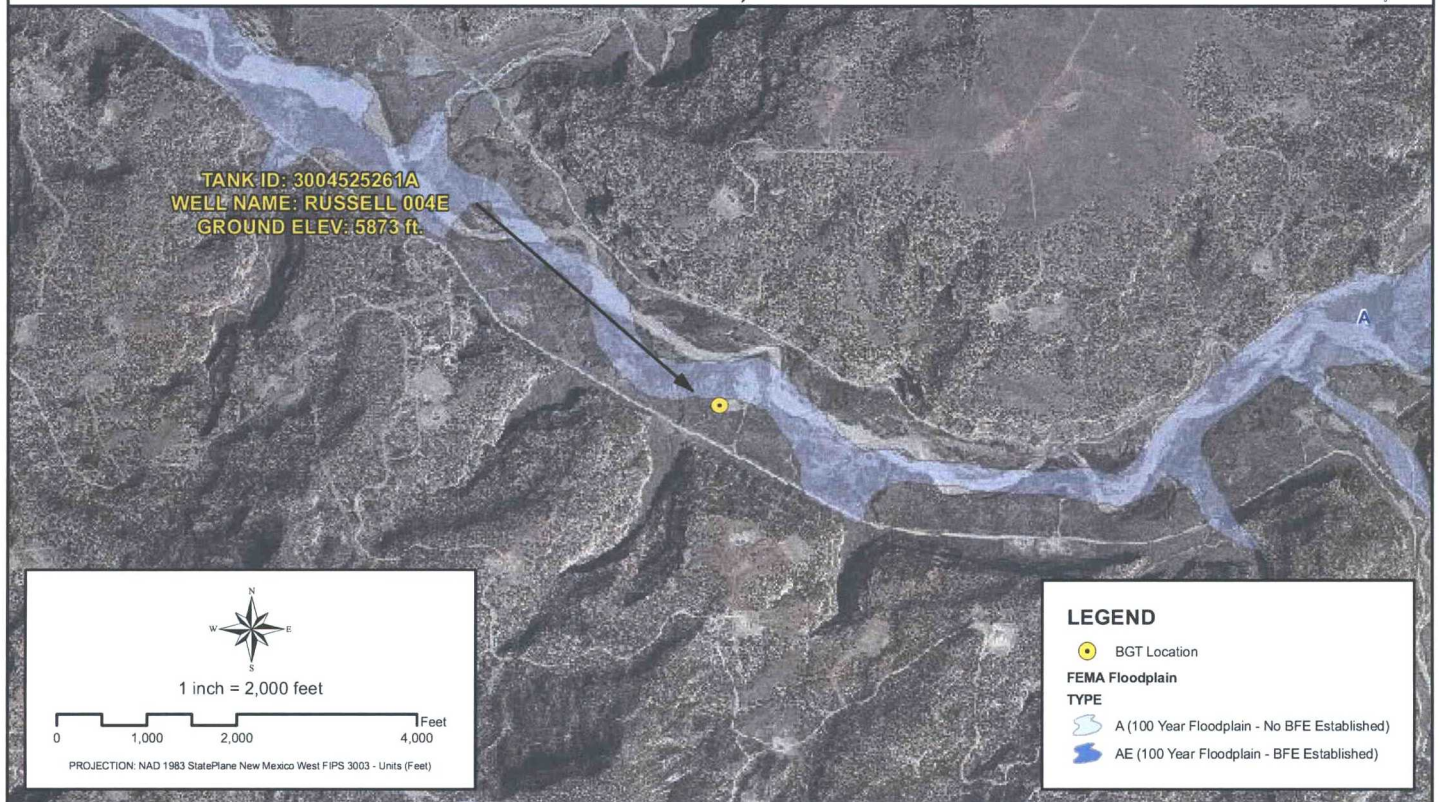 TANK ID: 3004525261A
WELL NAME: RUSSELL 004E
GROUND ELEV: 5873 ft.
A
N
W E
S
1 inch = 2,000 feet
Feet
0 1,000 2,000 4,000
PROJECTION: NAD 1983 StatePlane New Mexico West FIPS 3003 - Units (Feet)
LEGEND
BGT Location
FEMA Floodplain
TYPE
A (100 Year Floodplain - No BFE Established)
AE (100 Year Floodplain - BFE Established)